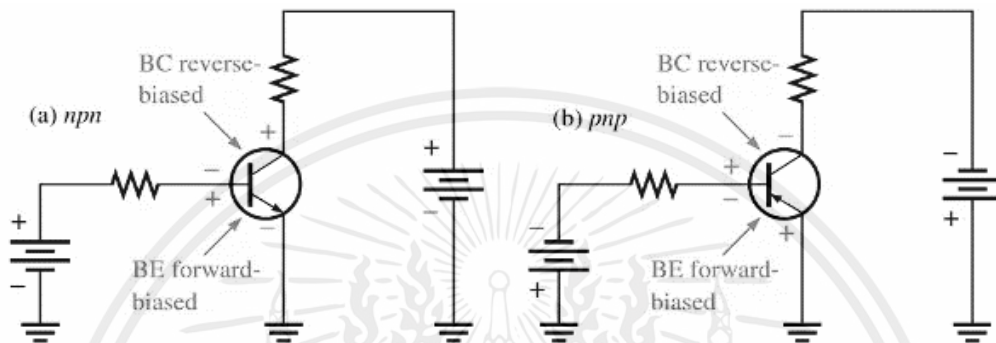 BC reverse-
biased
(a) npn
+
−
+
−
+
−
+
−
BE forward-
biased
BC reverse-
biased
(b) pnp
−
+
−
+
−
+
−
+
BE forward-
biased